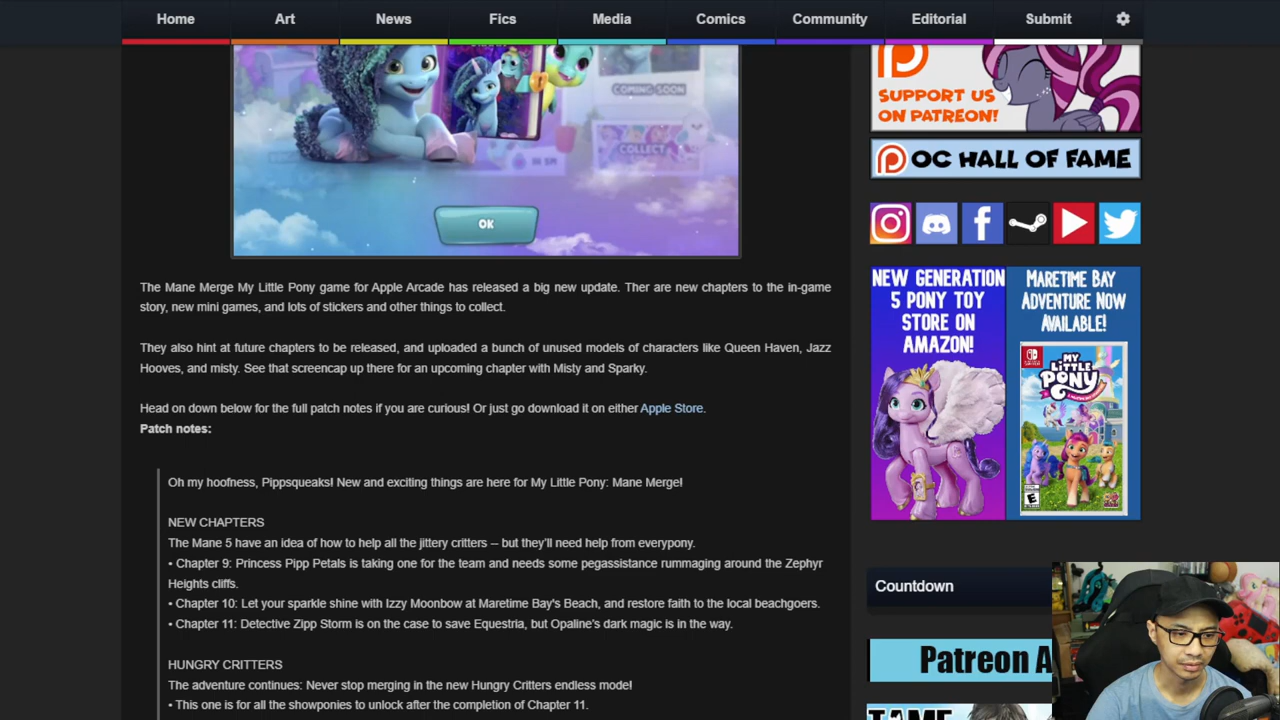 Home Art News Fics Media Comics Community Editorial Submit
COMING SOON
COLLECT
IN 5M
OK
SUPPORT US
ON PATREON!
OC HALL OF FAME
The Mane Merge My Little Pony game for Apple Arcade has released a big new update. Ther are new chapters to the in-game
story, new mini games, and lots of stickers and other things to collect.
They also hint at future chapters to be released, and uploaded a bunch of unused models of characters like Queen Haven, Jazz
Hooves, and misty. See that screencap up there for an upcoming chapter with Misty and Sparky.
Head on down below for the full patch notes if you are curious! Or just go download it on either Apple Store.
Patch notes:
Oh my hoofness, Pippsqueaks! New and exciting things are here for My Little Pony: Mane Merge!
NEW CHAPTERS
The Mane 5 have an idea of how to help all the jittery critters – but they'll need help from everypony.
• Chapter 9: Princess Pipp Petals is taking one for the team and needs some pegassistance rummaging around the Zephyr
Heights cliffs.
• Chapter 10: Let your sparkle shine with Izzy Moonbow at Maretime Bay's Beach, and restore faith to the local beachgoers.
• Chapter 11: Detective Zipp Storm is on the case to save Equestria, but Opaline's dark magic is in the way.
HUNGRY CRITTERS
The adventure continues: Never stop merging in the new Hungry Critters endless mode!
• This one is for all the showponies to unlock after the completion of Chapter 11.
NEW GENERATION
5 PONY TOY
STORE ON
AMAZON!
MARETIME BAY
ADVENTURE NOW
AVAILABLE!
MY
LITTLE
PONY
E
Countdown
Patreon A
TAME